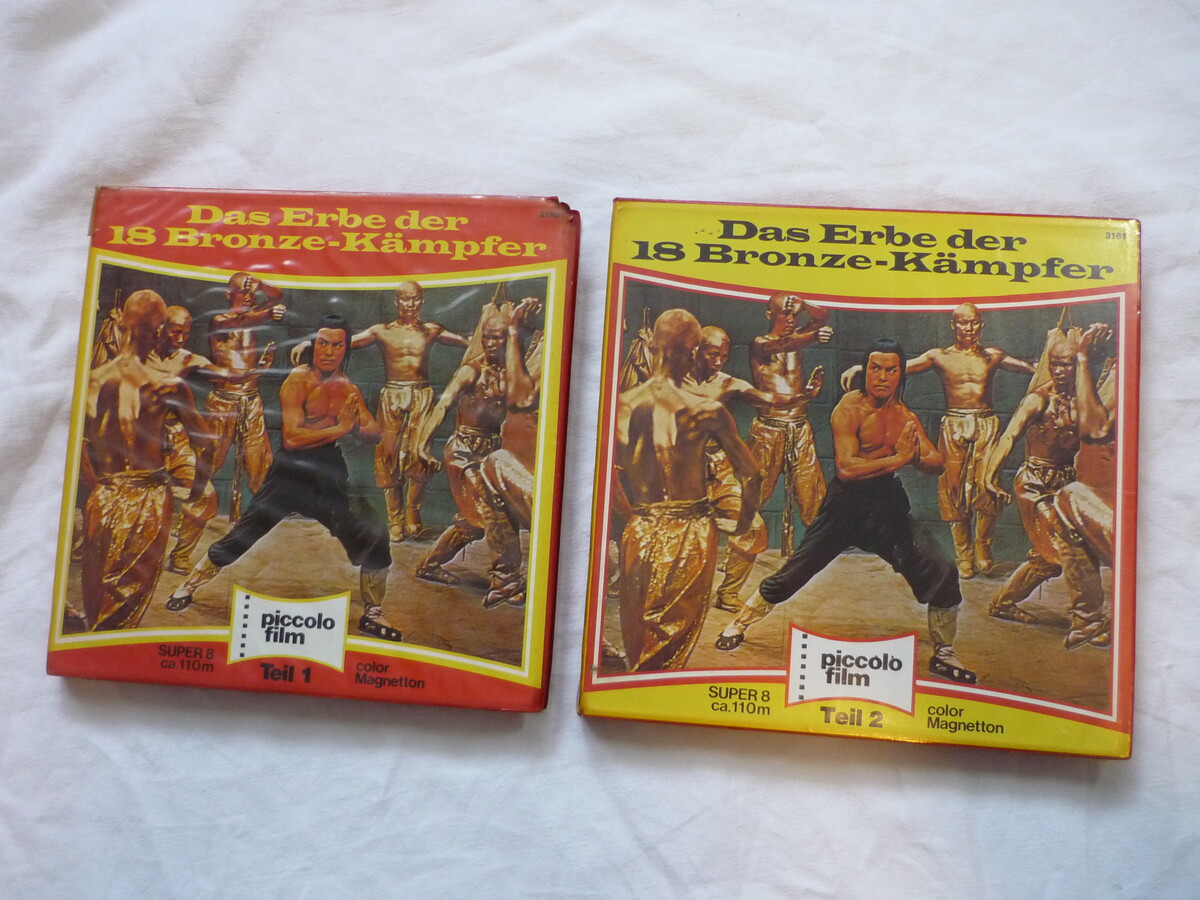 Das Erbe der
18 Bronze-Kämpfer
piccolo
film
SUPER 8
ca.110m
Teil 1
color
Magnetton
Das Erbe der
18 Bronze-Kämpfer
3161
piccolo
film
SUPER 8
ca.110m
Teil 2
color
Magnetton